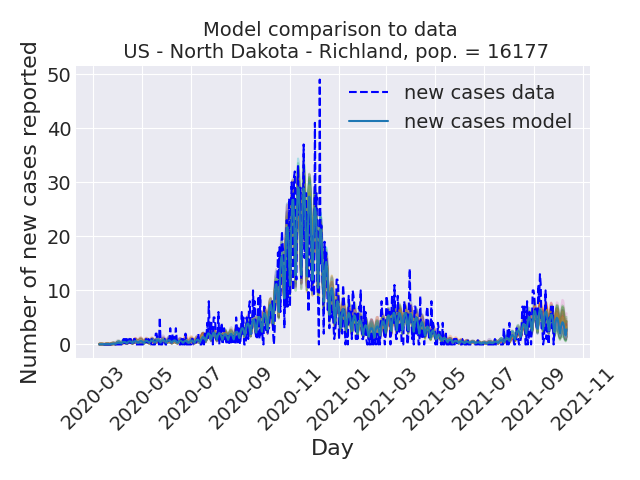 Model comparison to data
US - North Dakota - Richland, pop. = 16177
Number of new cases reported
50
40
30
20
10
0
new cases data
new cases model
2020-03
2020-05
2020-07
2020-09
2020-11
2021-01
2021-03
2021-05
2021-07
2021-09
2021-11
Day